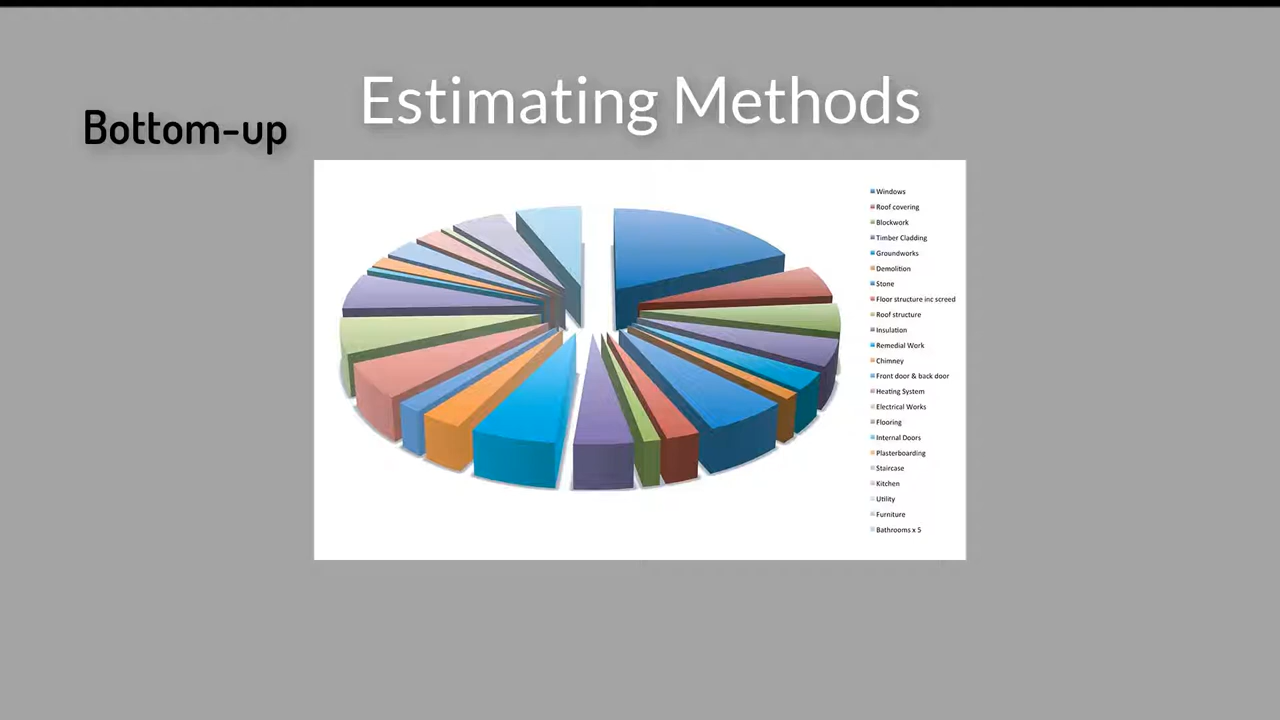 Estimating Methods
Bottom-up
Windows
Roof covering
Blockwork
Timber Cladding
Groundworks
Demolition
Stone
Floor structure inc screed
Roof structure
Insulation
Remedial Work
Chimney
Front door & back door
Heating System
Electrical Works
Flooring
Internal Doors
Plasterboarding
Staircase
Kitchen
Utility
Furniture
Bathrooms x 5